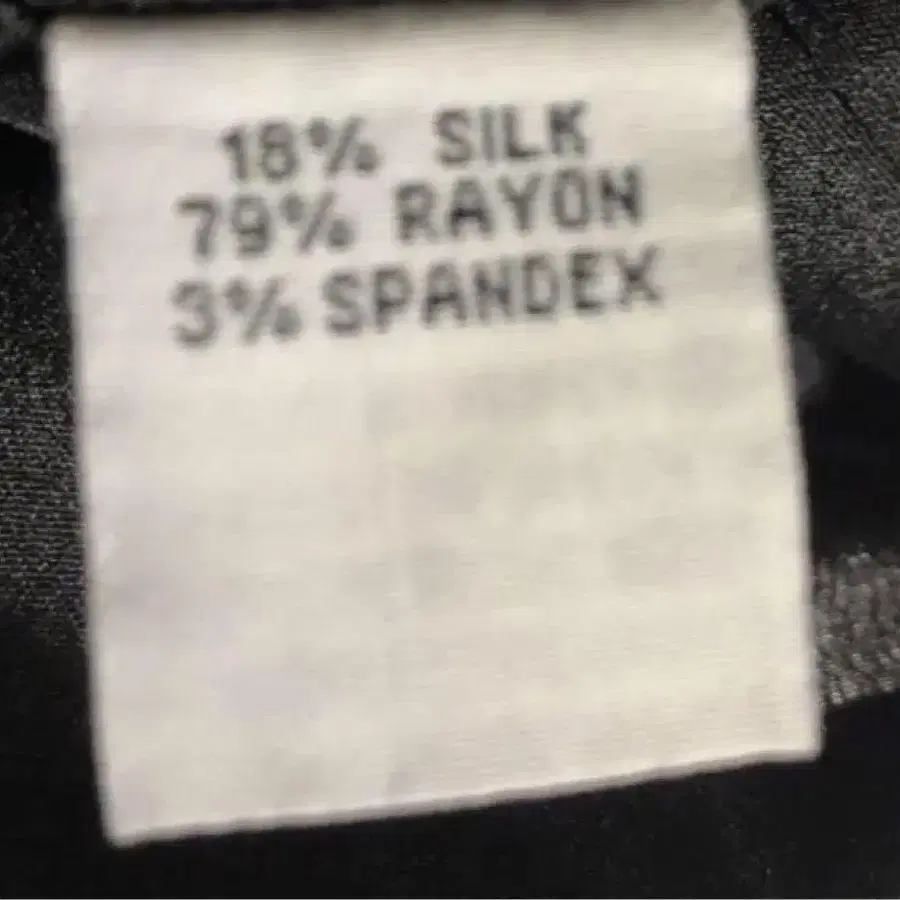 18% SILK
79% RAYON
3% SPANDEX